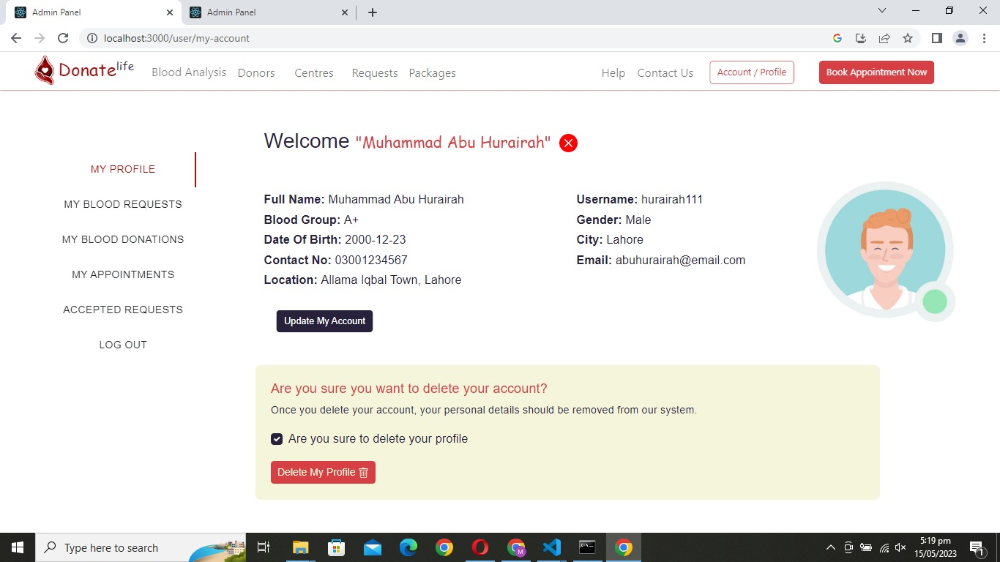 Admin Panel
Admin Panel
localhost:3000/user/my-account
Donatelife
Blood Analysis
Donors
Centres
Requests
Packages
Help
Contact Us
Account / Profile
Book Appointment Now
Welcome "Muhammad Abu Hurairah"
MY PROFILE
MY BLOOD REQUESTS
MY BLOOD DONATIONS
MY APPOINTMENTS
ACCEPTED REQUESTS
LOG OUT
Full Name: Muhammad Abu Hurairah
Blood Group: A+
Date Of Birth: 2000-12-23
Contact No: 03001234567
Location: Allama Iqbal Town, Lahore
Username: hurairah111
Gender: Male
City: Lahore
Email: abuhurairah@email.com
Update My Account
Are you sure you want to delete your account?
Once you delete your account, your personal details should be removed from our system.
Are you sure to delete your profile
Delete My Profile
Type here to search
M
5:19 pm
15/05/2023
1